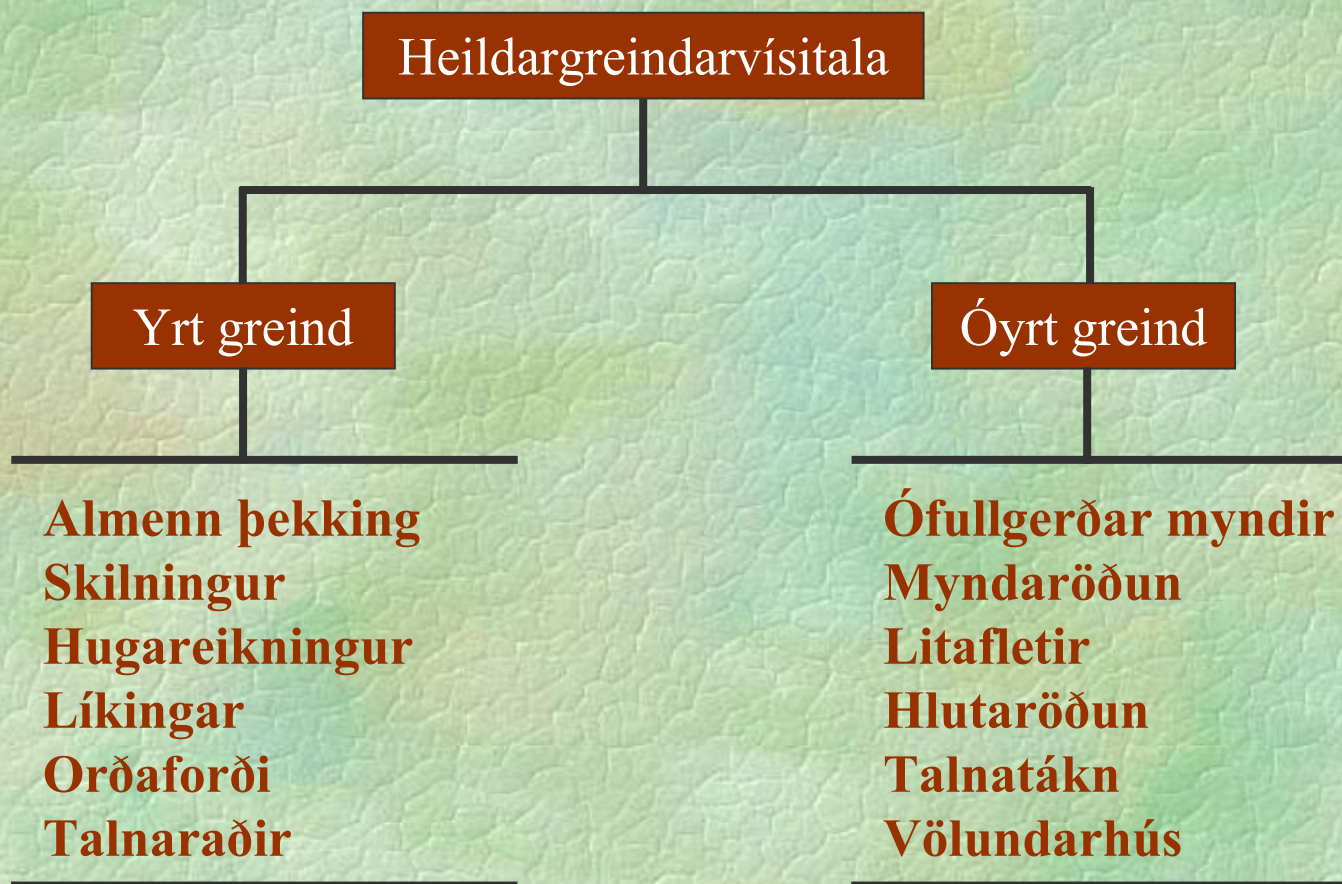 Heildargreindarvísitala
Yrt greind
Óyrt greind
Almenn þekking
Skilningur
Hugareikningur
Líkingar
Orðaforði
Talnaraðir
Ófullgerðar myndir
Myndaröðun
Litafletir
Hlutaröðun
Talnatákn
Völundarhús